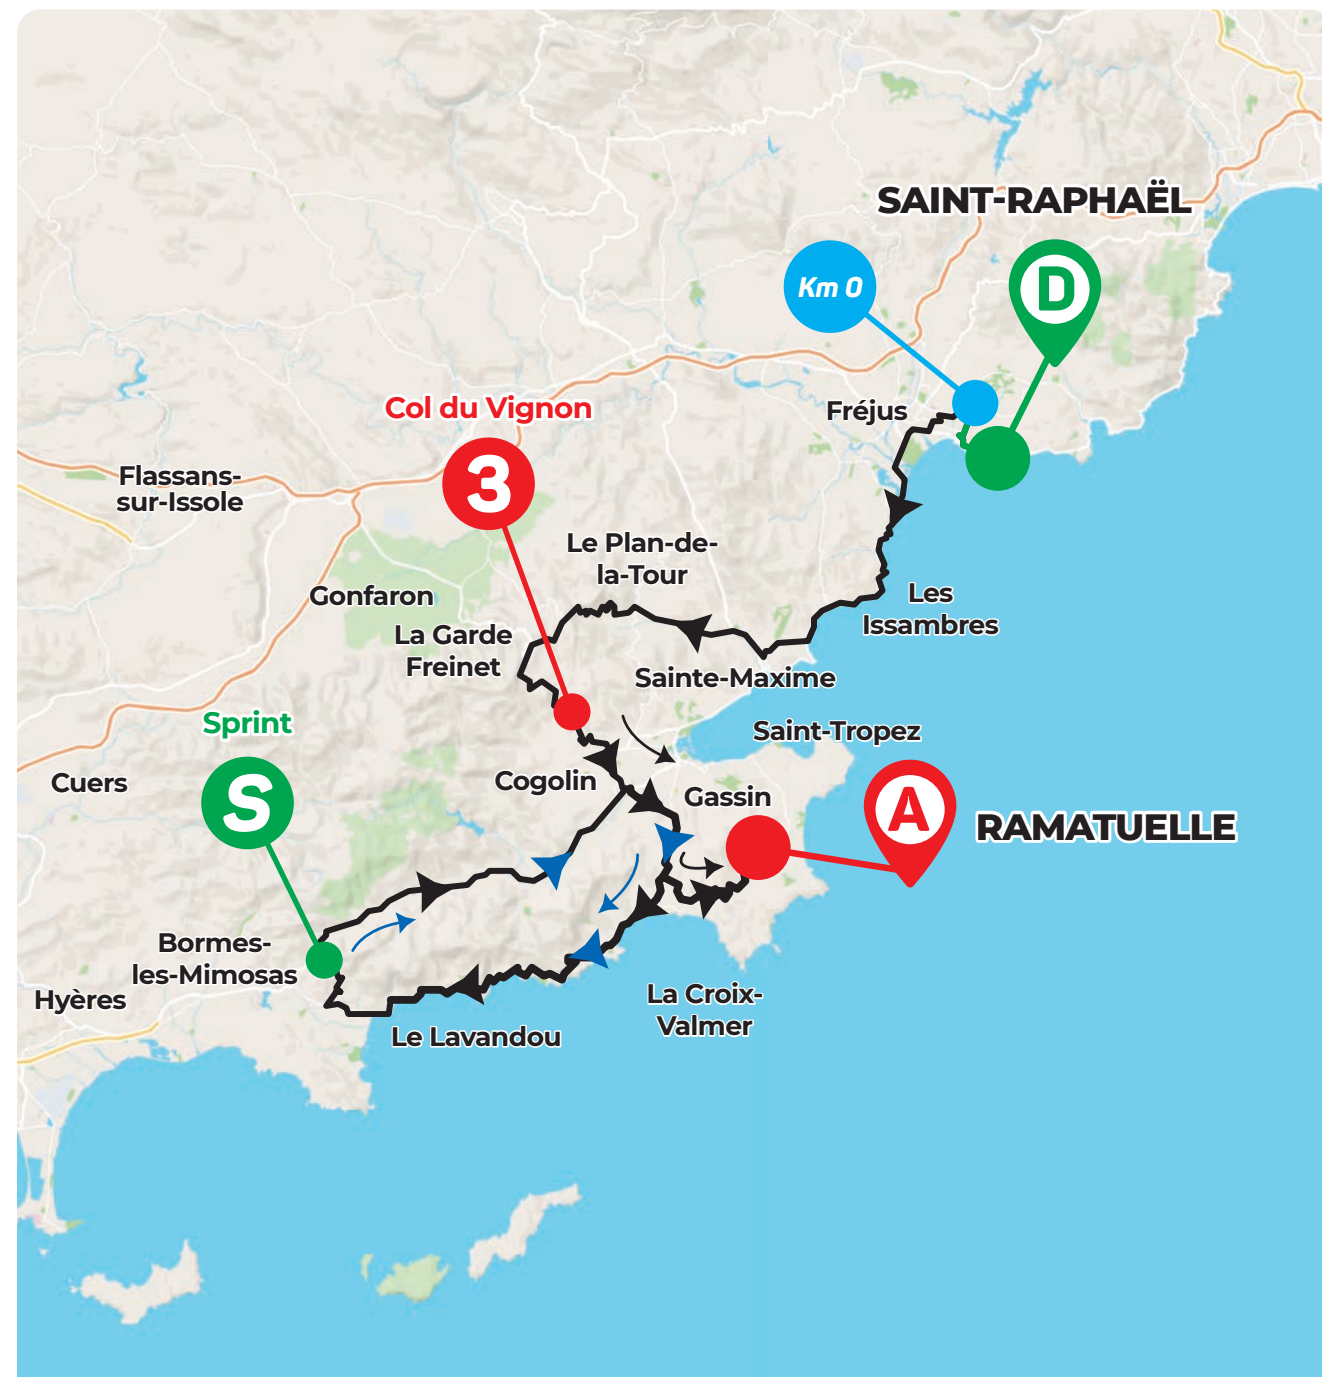 SAINT-RAPHAËL
D
Km 0
Fréjus
Col du Vignon
3
Flassans-
sur-Issole
Le Plan-de-
la-Tour
Gonfaron
Les
Issambres
La Garde
Freinet
Sainte-Maxime
Sprint
S
Saint-Tropez
Cuers
Cogolin
Gassin
A
RAMATUELLE
Bormes-
les-Mimosas
Hyères
La Croix-
Valmer
Le Lavandou